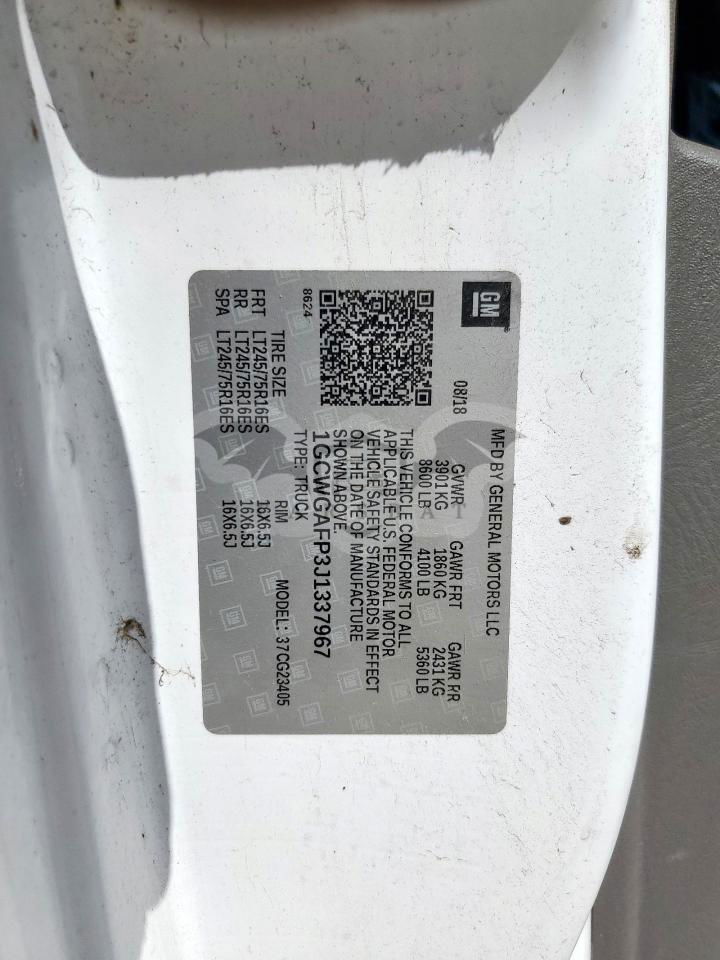 GM
MFD BY GENERAL MOTORS LLC
08/18
GVWR GAWR FRT GAWR RR
3901 KG 1860 KG 2431 KG
8600 LB 4100 LB 5360 LB
THIS VEHICLE CONFORMS TO ALL
APPLICABLE U.S. FEDERAL MOTOR
VEHICLE SAFETY STANDARDS IN EFFECT
ON THE DATE OF MANUFACTURE
SHOWN ABOVE.
1GCWGAFP3J1337967
TYPE: TRUCK
MODEL: 37CG23405
8624
TIRE SIZE RIM
FRT LT245/75R16ES 16X6.5J
RR LT245/75R16ES 16X6.5J
SPA LT245/75R16ES 16X6.5J